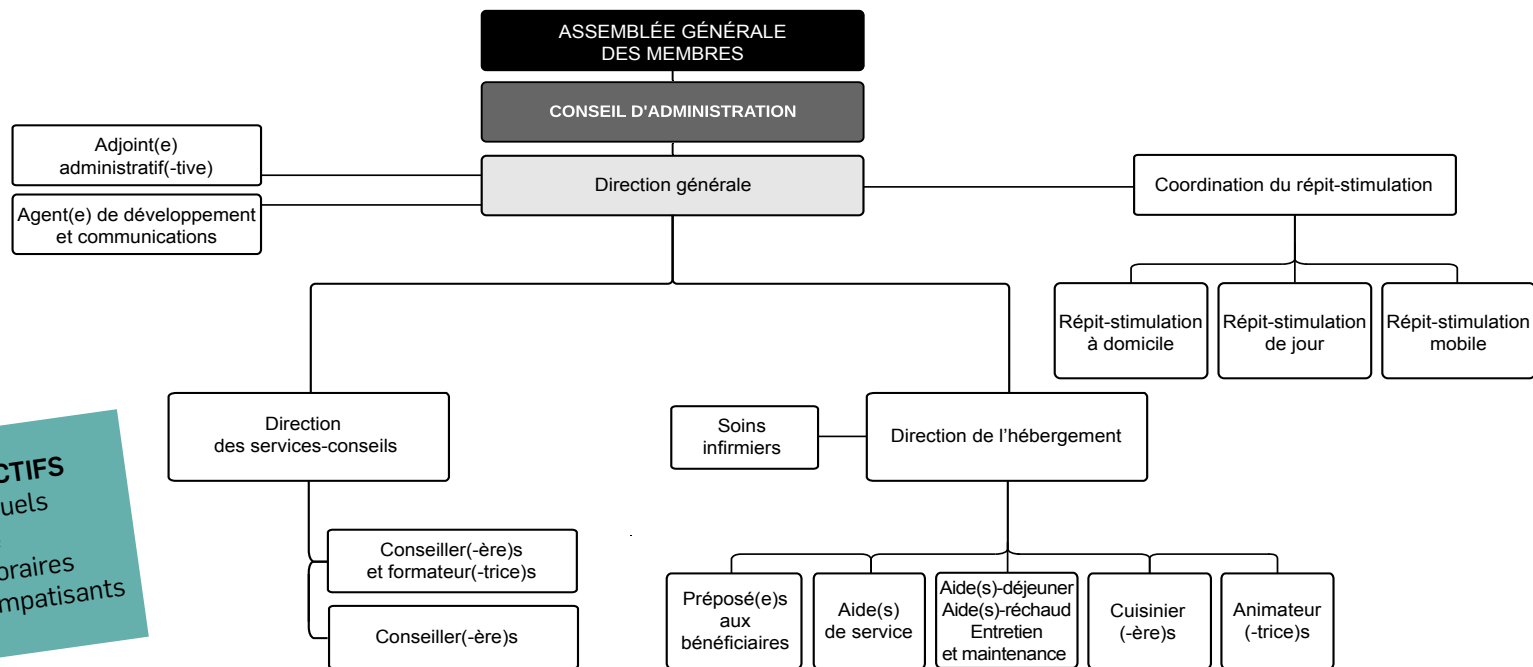 ASSEMBLÉE GÉNÉRALE
DES MEMBRES
CONSEIL D'ADMINISTRATION
Adjoint(e)
administratif(-tive)
Direction générale
Coordination du répit-stimulation
Agent(e) de développement
et communications
Répit-stimulation
à domicile
Répit-stimulation
de jour
Répit-stimulation
mobile
Direction
des services-conseils
Soins
infirmiers
Direction de l’hébergement
Conseiller(-ère)s
et formateur(-trice)s
Conseiller(-ère)s
Préposé(e)s
aux
bénéficiaires
Aide(s)
de service
Aide(s)-déjeuner
Aide(s)-réchaud
Entretien
et maintenance
Cuisinier
(-ère)s
Animateur
(-trice)s